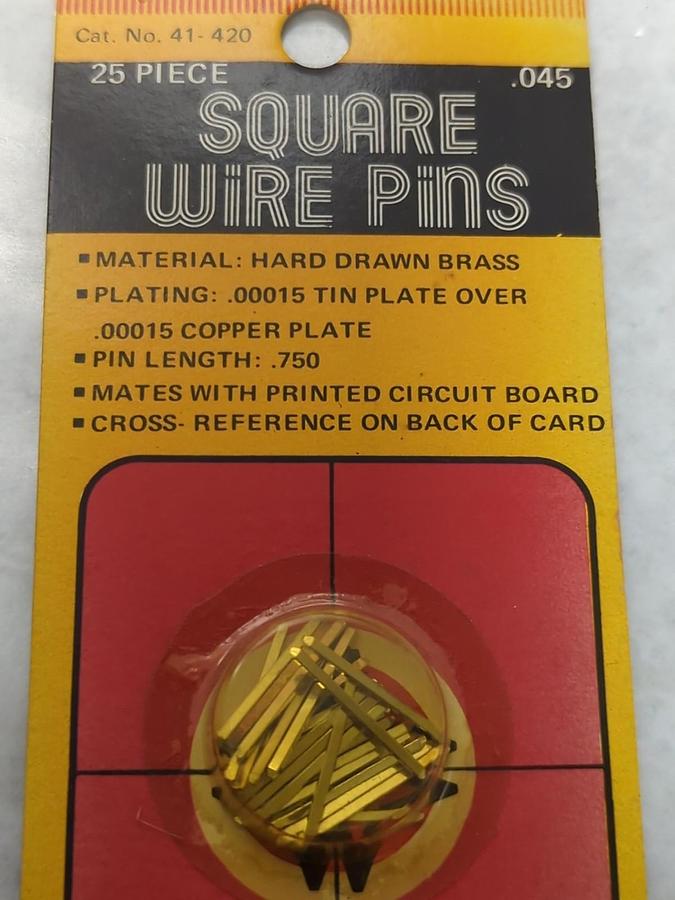 Cat. No. 41-420
25 PIECE .045
SQUARE
WiRE PinS
▪ MATERIAL: HARD DRAWN BRASS
▪ PLATING: .00015 TIN PLATE OVER
.00015 COPPER PLATE
▪ PIN LENGTH: .750
▪ MATES WITH PRINTED CIRCUIT BOARD
▪ CROSS- REFERENCE ON BACK OF CARD